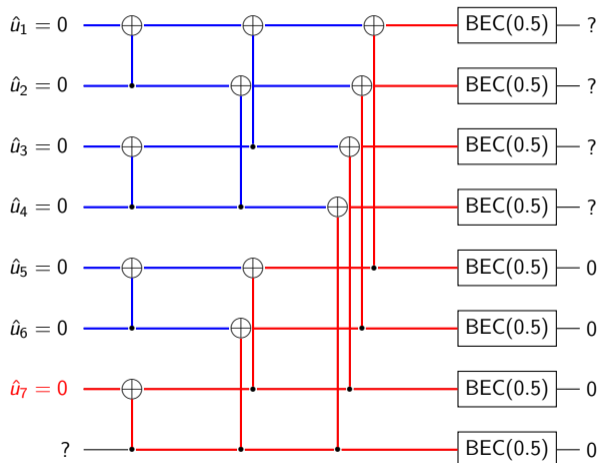 û₁ = 0 BEC(0.5) ?
û₂ = 0 BEC(0.5) ?
û₃ = 0 BEC(0.5) ?
û₄ = 0 BEC(0.5) ?
û₅ = 0 BEC(0.5) 0
û₆ = 0 BEC(0.5) 0
û₇ = 0 BEC(0.5) 0
? BEC(0.5) 0